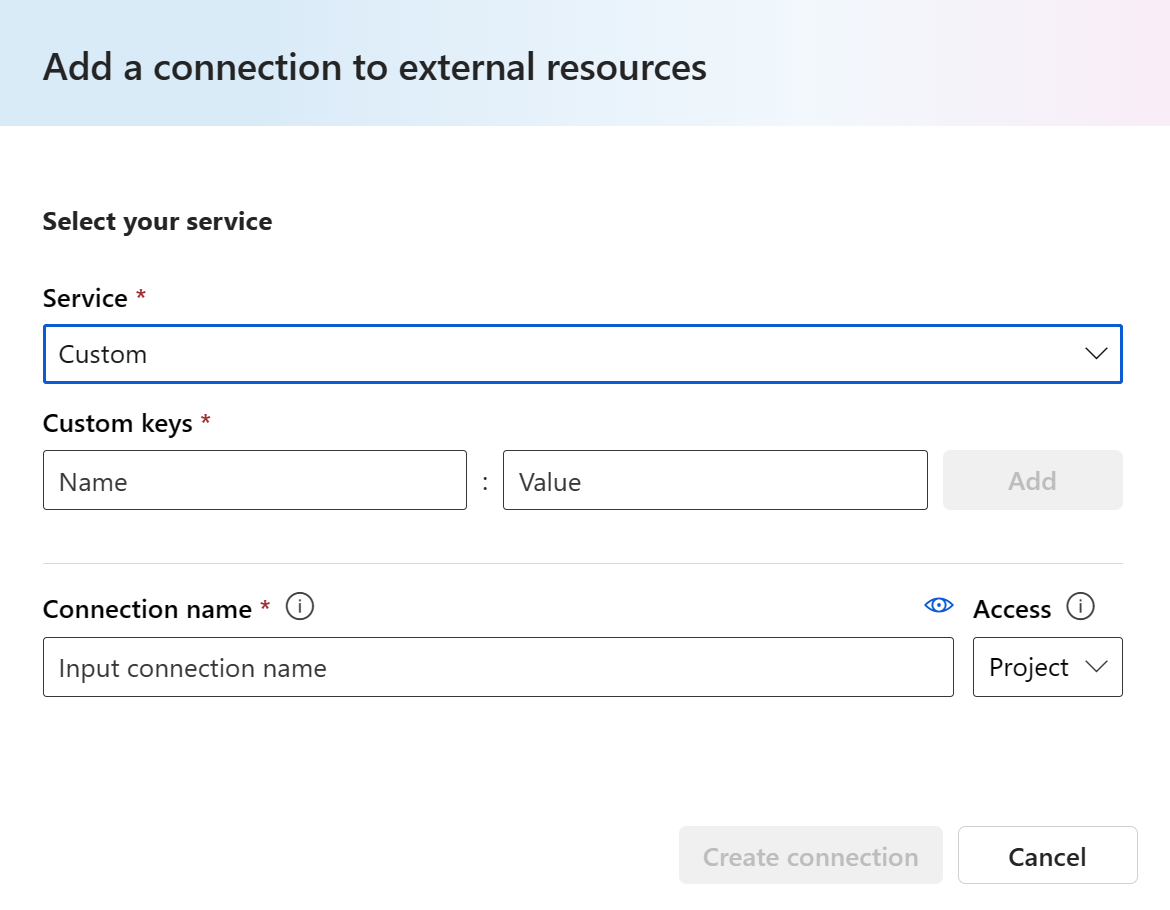 Add a connection to external resources
Select your service
Service *
Custom
Custom keys *
Name : Value Add
Connection name * Access
Input connection name Project
Create connection Cancel